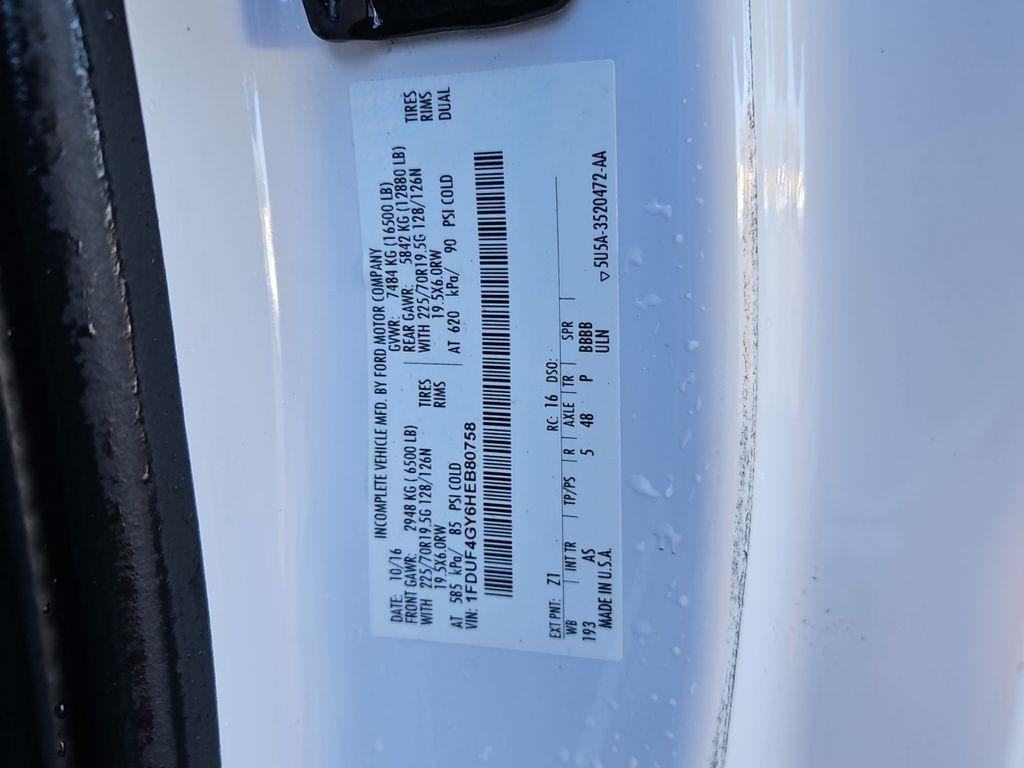 INCOMPLETE VEHICLE MFD. BY FORD MOTOR COMPANY
DATE: 10/16 GVWR: 7484 KG (16500 LB)
FRONT GAWR: 2948 KG ( 6500 LB) REAR GAWR: 5842 KG (12880 LB)
WITH 225/70R19.5G 128/126N TIRES WITH 225/70R19.5G 128/126N TIRES
19.5X6.0RW RIMS 19.5X6.0RW RIMS
AT 585 kPa/ 85 PSI COLD AT 620 kPa/ 90 PSI COLD DUAL
VIN: 1FDUF4GY6HEB80758
EXT PNT: Z1 RC: 16 DSO:
WB INT TR TP/PS R AXLE TR SPR
193 AS 5 48 P BBBB
MADE IN U.S.A. ULN
▽5U5A-3520472-AA